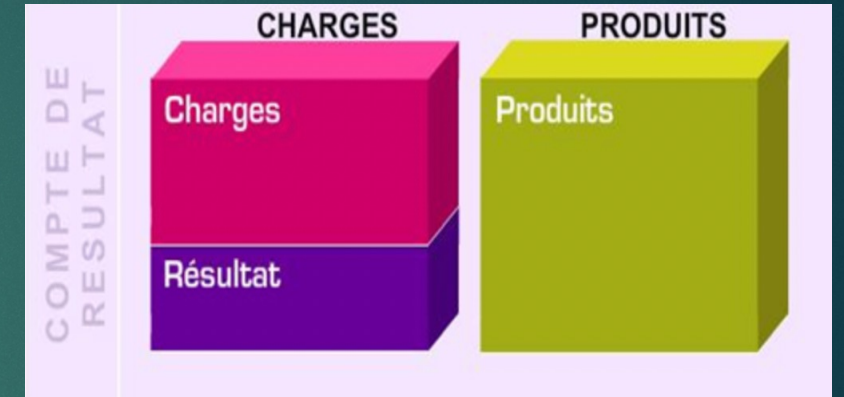 COMPTE DE
RESULTAT
CHARGES
PRODUITS
Charges
Produits
Résultat